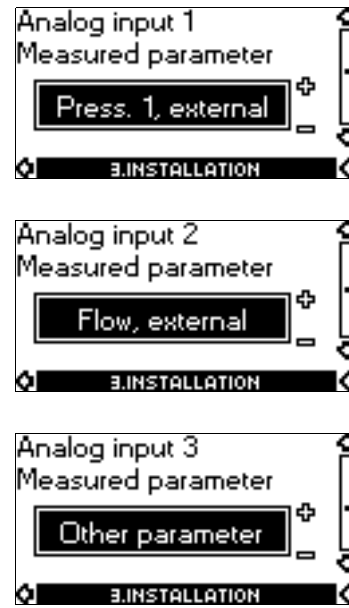 Analog input 1
Measured parameter
Press. 1, external
3.INSTALLATION
Analog input 2
Measured parameter
Flow, external
3.INSTALLATION
Analog input 3
Measured parameter
Other parameter
3.INSTALLATION